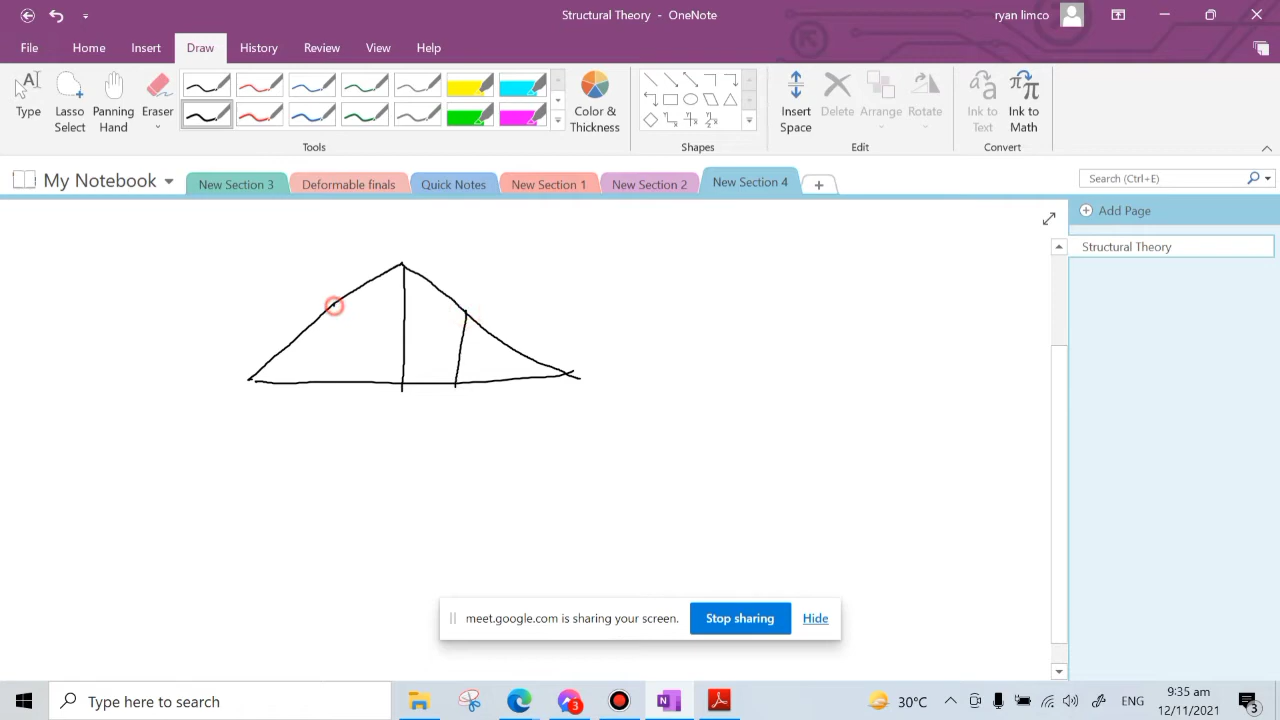 Structural Theory - OneNote
ryan limco
File Home Insert Draw History Review View Help
Type
Lasso Select
Panning Hand
Eraser
Color & Thickness
Insert Space
Delete
Arrange
Rotate
Ink to Text
Ink to Math
Tools
Shapes
Edit
Convert
My Notebook
New Section 3
Deformable finals
Quick Notes
New Section 1
New Section 2
New Section 4
Search (Ctrl+E)
Add Page
Structural Theory
meet.google.com is sharing your screen.
Stop sharing
Hide
Type here to search
3
30°C
ENG
9:35 am
12/11/2021
3